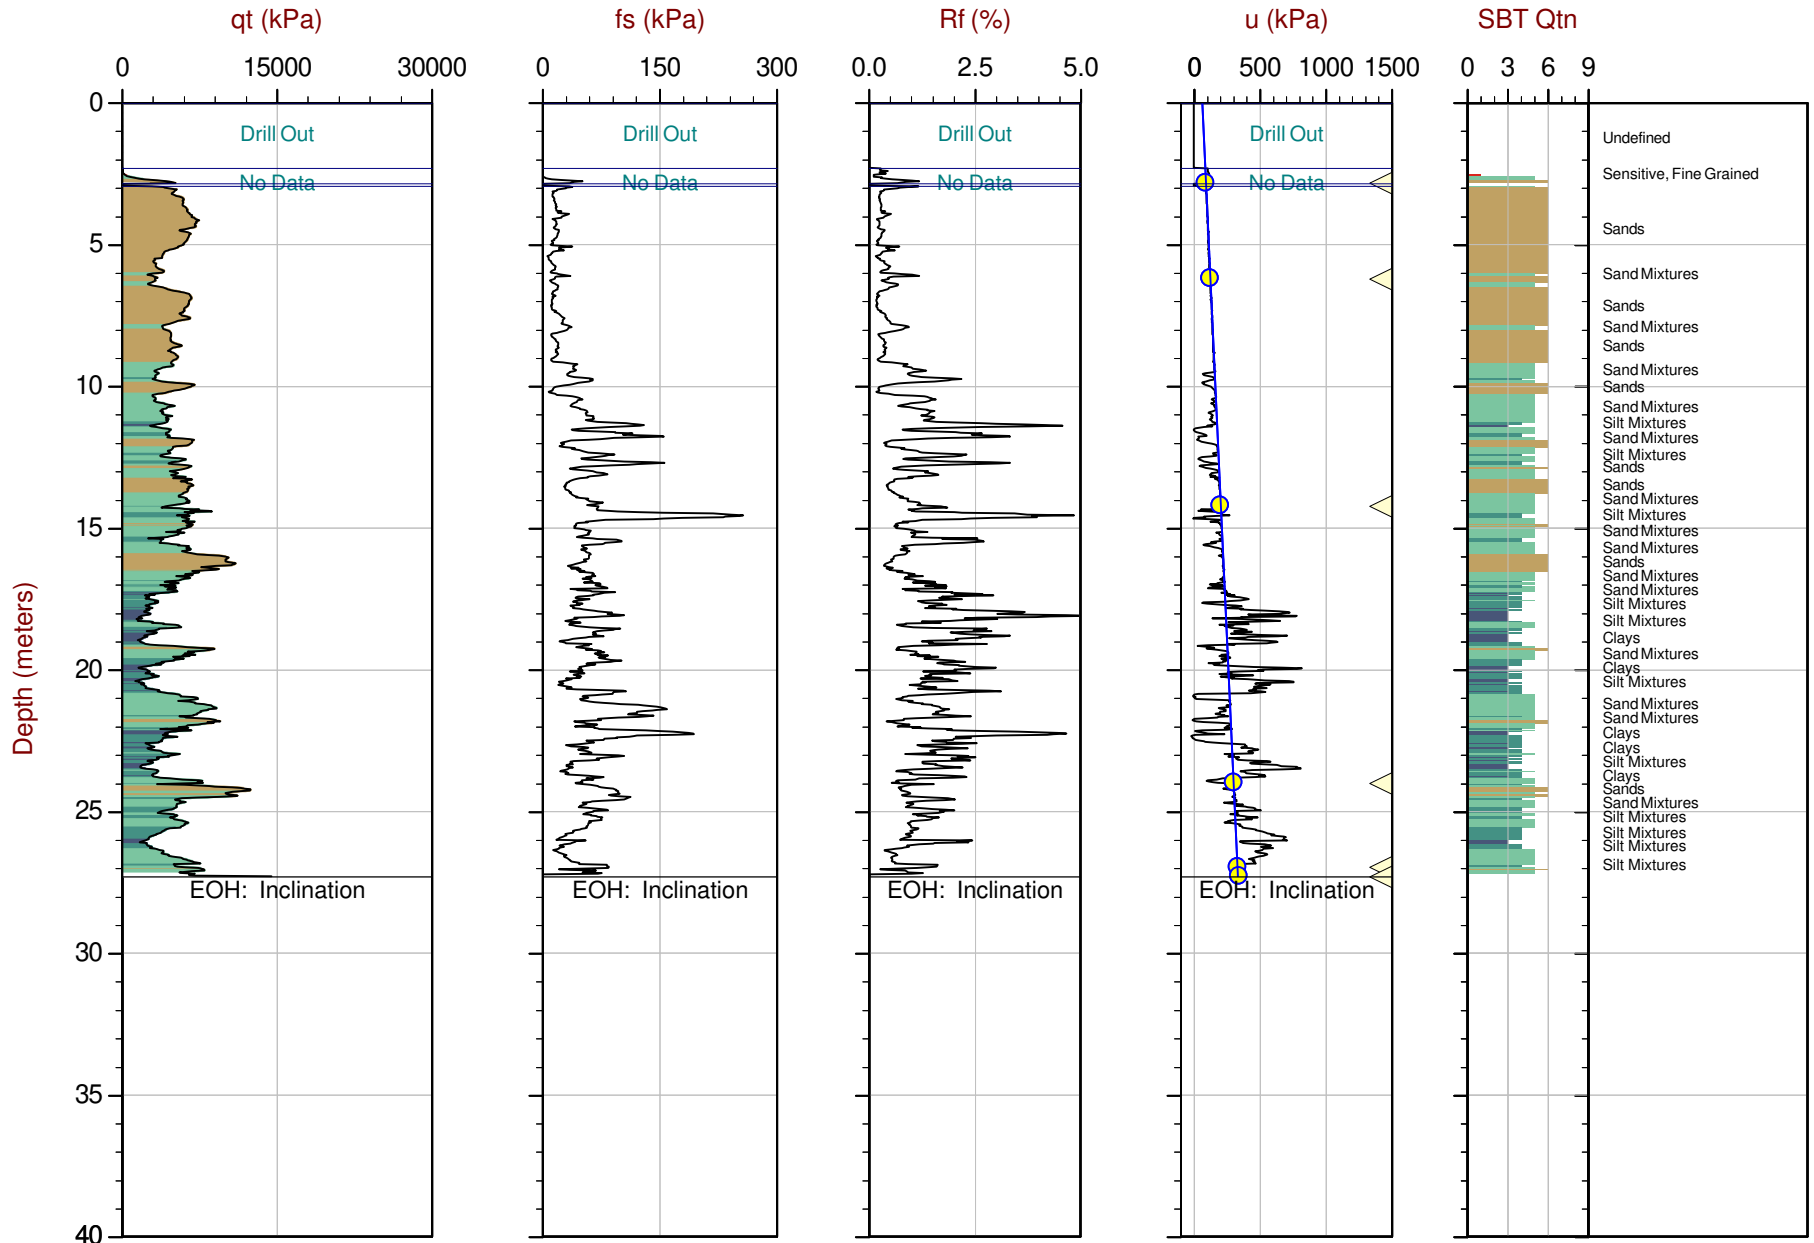 qt (kPa) fs (kPa) Rf (%) u (kPa) SBT Qtn
0 15000 30000 0 150 300 0.0 2.5 5.0 0 500 1000 1500 0 3 6 9
0
Drill Out Drill Out Drill Out Drill Out Undefined
No Data No Data No Data No Data Sensitive, Fine Grained
Sands
5
Sand Mixtures
Sands
Sand Mixtures
Sands
Sand Mixtures
10 Sands
Sand Mixtures
Silt Mixtures
Sand Mixtures
Silt Mixtures
Sands
Sands
Sand Mixtures
Silt Mixtures
15 Sand Mixtures
Sand Mixtures
Sands
Sand Mixtures
Sand Mixtures
Silt Mixtures
Silt Mixtures
Clays
Sand Mixtures
20 Clays
Silt Mixtures
Sand Mixtures
Sand Mixtures
Clays
Clays
Silt Mixtures
Clays
Sands
Sand Mixtures
25 Silt Mixtures
Silt Mixtures
Silt Mixtures
Silt Mixtures
EOH: Inclination EOH: Inclination EOH: Inclination EOH: Inclination
30
35
40
Depth (meters)